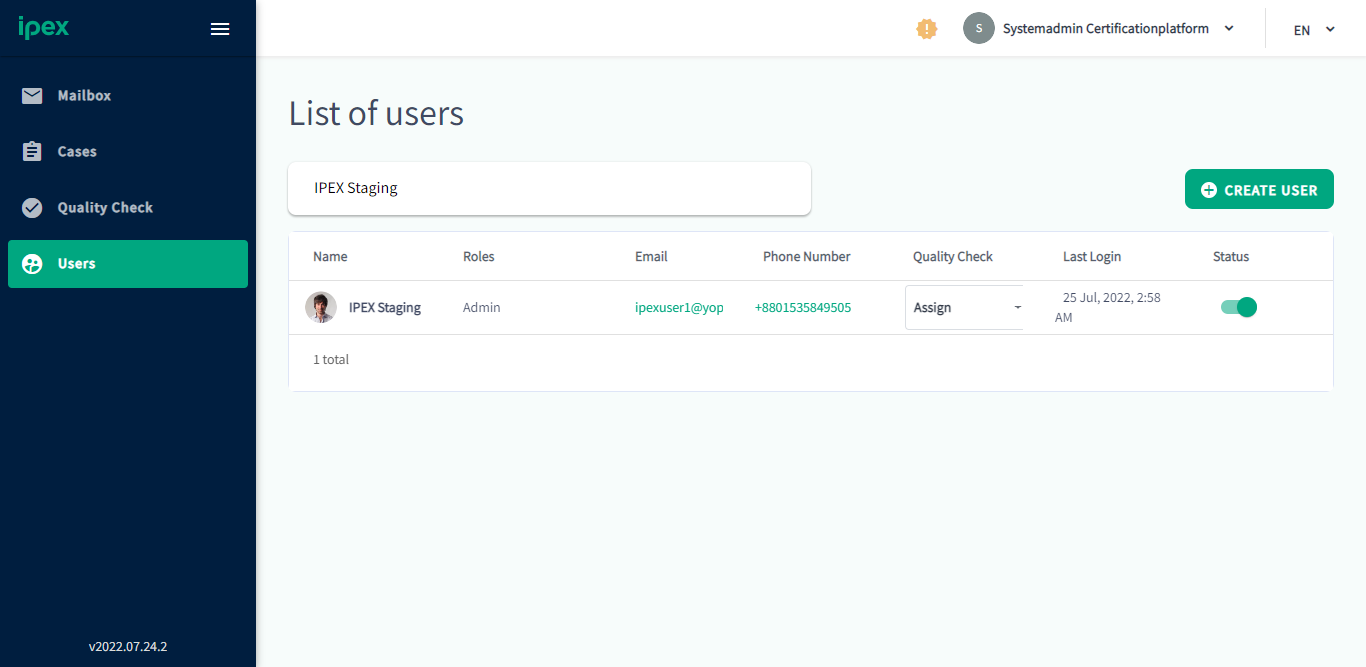 ipex
Systemadmin Certificationplatform
S
EN
Mailbox
Cases
Quality Check
Users
v2022.07.24.2
List of users
IPEX Staging
CREATE USER
Name Roles Email Phone Number Quality Check Last Login Status
IPEX Staging Admin ipexuser1@yop +8801535849505 Assign 25 Jul, 2022, 2:58
AM
1 total